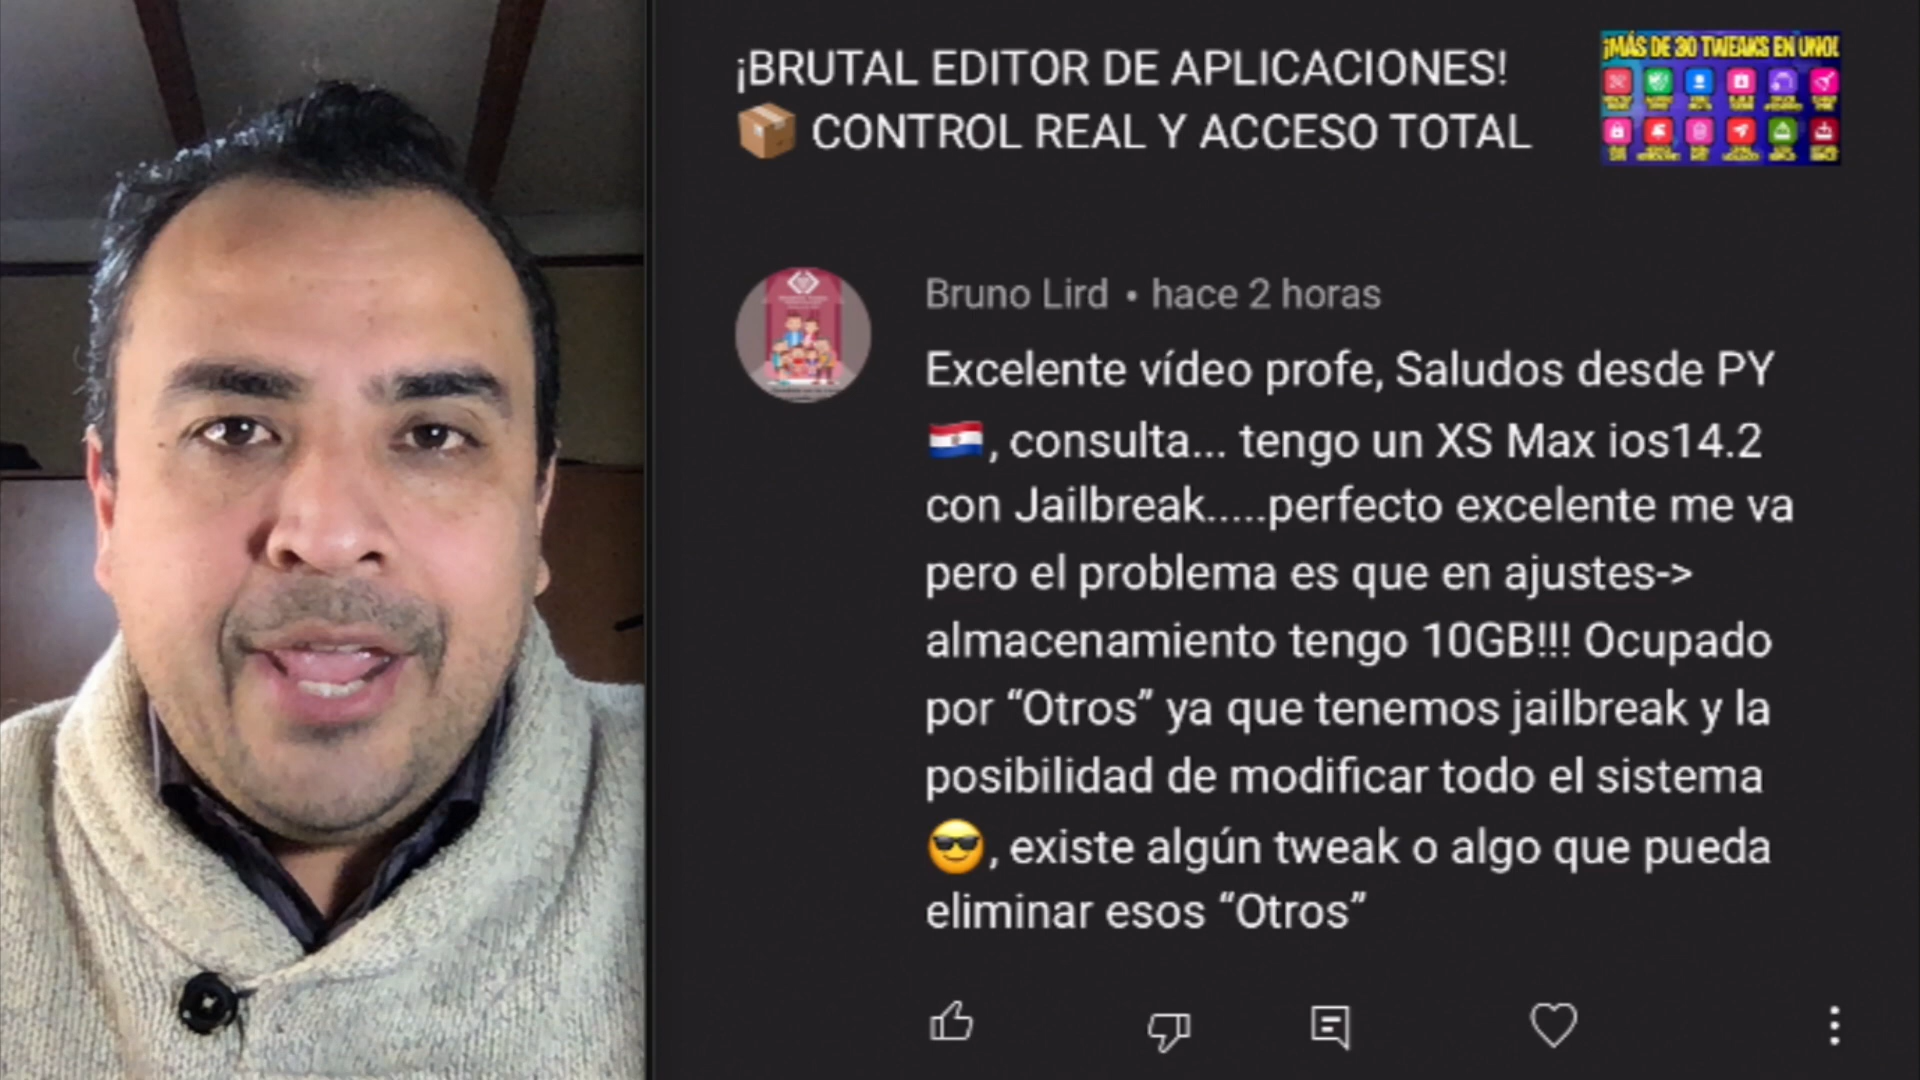 ¡BRUTAL EDITOR DE APLICACIONES!
📦 CONTROL REAL Y ACCESO TOTAL
¡MÁS DE 30 TWEAKS EN UNO!
Bruno Lird • hace 2 horas
Excelente vídeo profe, Saludos desde PY
🇵🇾, consulta... tengo un XS Max ios14.2
con Jailbreak.....perfecto excelente me va
pero el problema es que en ajustes->
almacenamiento tengo 10GB!!! Ocupado
por “Otros” ya que tenemos jailbreak y la
posibilidad de modificar todo el sistema
😎, existe algún tweak o algo que pueda
eliminar esos “Otros”